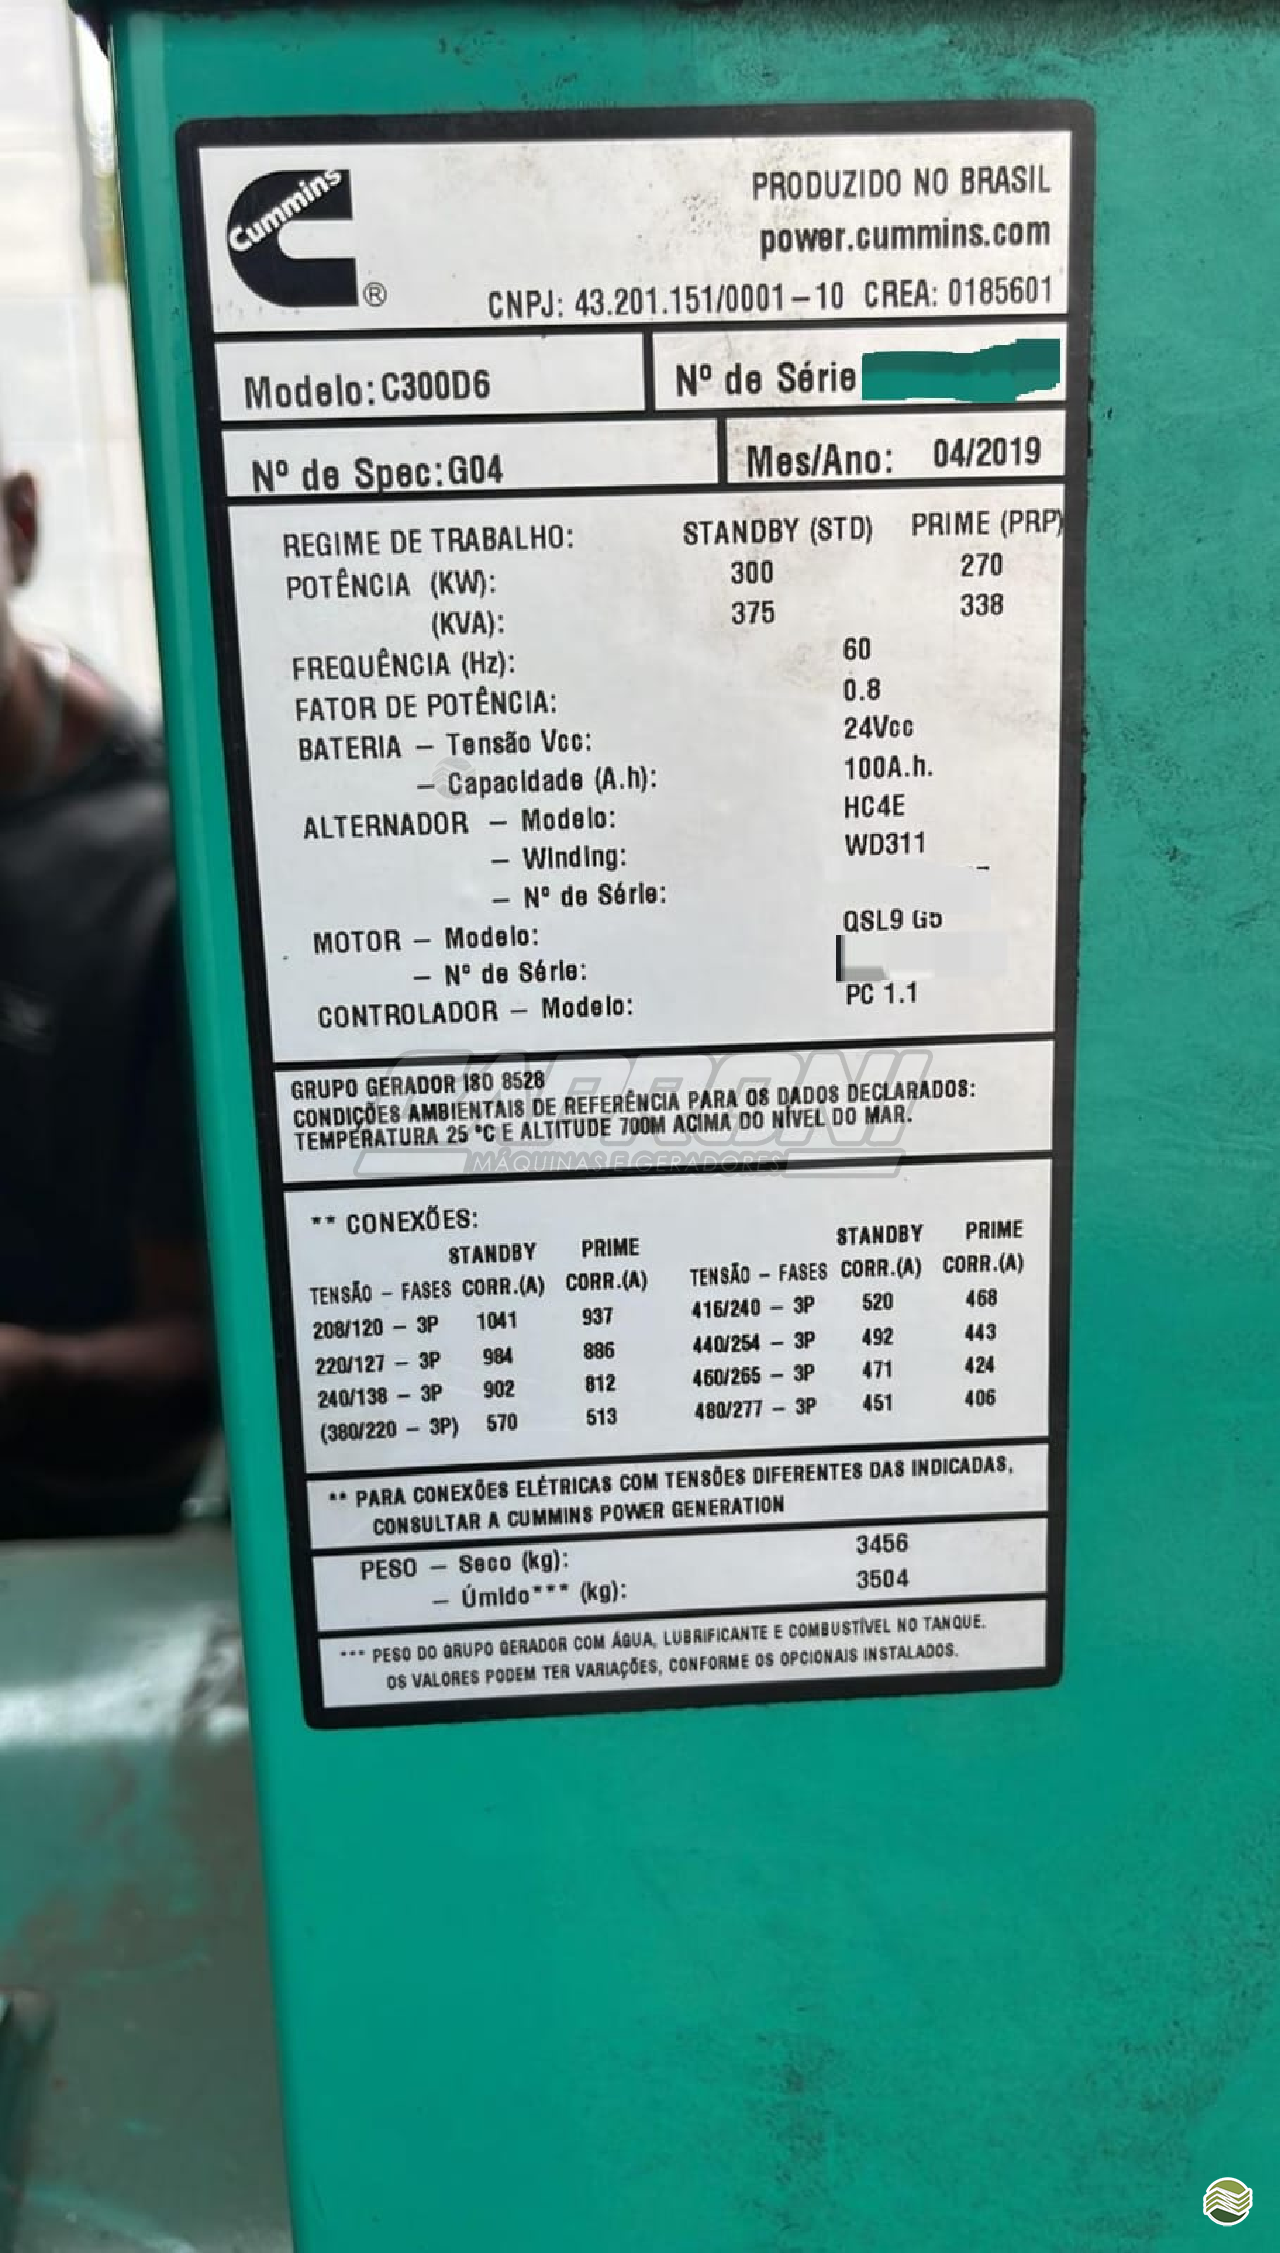 Cummins
®
PRODUZIDO NO BRASIL
power.cummins.com
CNPJ: 43.201.151/0001-10 CREA: 0185601
Modelo: C300D6
Nº de Série
Nº de Spec: G04
Mes/Ano: 04/2019
REGIME DE TRABALHO: STANDBY (STD) PRIME (PRP)
POTÊNCIA (KW): 300 270
(KVA): 375 338
FREQUÊNCIA (Hz): 60
FATOR DE POTÊNCIA: 0.8
BATERIA – Tensão Vcc: 24Vcc
– Capacidade (A.h): 100A.h.
ALTERNADOR – Modelo: HC4E
– Winding: WD311
– Nº de Série:
MOTOR – Modelo: QSL9 G5
– Nº de Série:
CONTROLADOR – Modelo: PC 1.1
GRUPO GERADOR ISO 8528
CONDIÇÕES AMBIENTAIS DE REFERÊNCIA PARA OS DADOS DECLARADOS:
TEMPERATURA 25 °C E ALTITUDE 700M ACIMA DO NÍVEL DO MAR.
CAPRONI
MÁQUINAS E GERADORES
** CONEXÕES:
STANDBY PRIME STANDBY PRIME
TENSÃO – FASES CORR.(A) CORR.(A) TENSÃO – FASES CORR.(A) CORR.(A)
208/120 – 3P 1041 937 416/240 – 3P 520 468
220/127 – 3P 984 886 440/254 – 3P 492 443
240/138 – 3P 902 812 460/265 – 3P 471 424
(380/220 – 3P) 570 513 480/277 – 3P 451 406
** PARA CONEXÕES ELÉTRICAS COM TENSÕES DIFERENTES DAS INDICADAS,
CONSULTAR A CUMMINS POWER GENERATION
PESO – Seco (kg): 3456
– Úmido*** (kg): 3504
*** PESO DO GRUPO GERADOR COM ÁGUA, LUBRIFICANTE E COMBUSTÍVEL NO TANQUE.
OS VALORES PODEM TER VARIAÇÕES, CONFORME OS OPCIONAIS INSTALADOS.